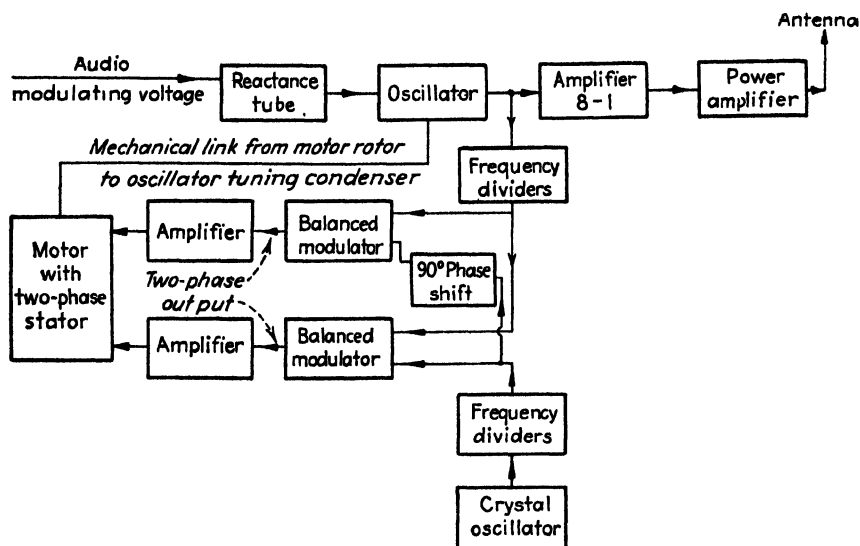 Antenna
Audio
modulating voltage
Reactance
tube
Oscillator
Amplifier
8-1
Power
amplifier
Mechanical link from motor rotor
to oscillator tuning condenser
Frequency
dividers
Motor
with
two-phase
stator
Amplifier
Balanced
modulator
90° Phase
shift
Two-phase
out put
Amplifier
Balanced
modulator
Frequency
dividers
Crystal
oscillator